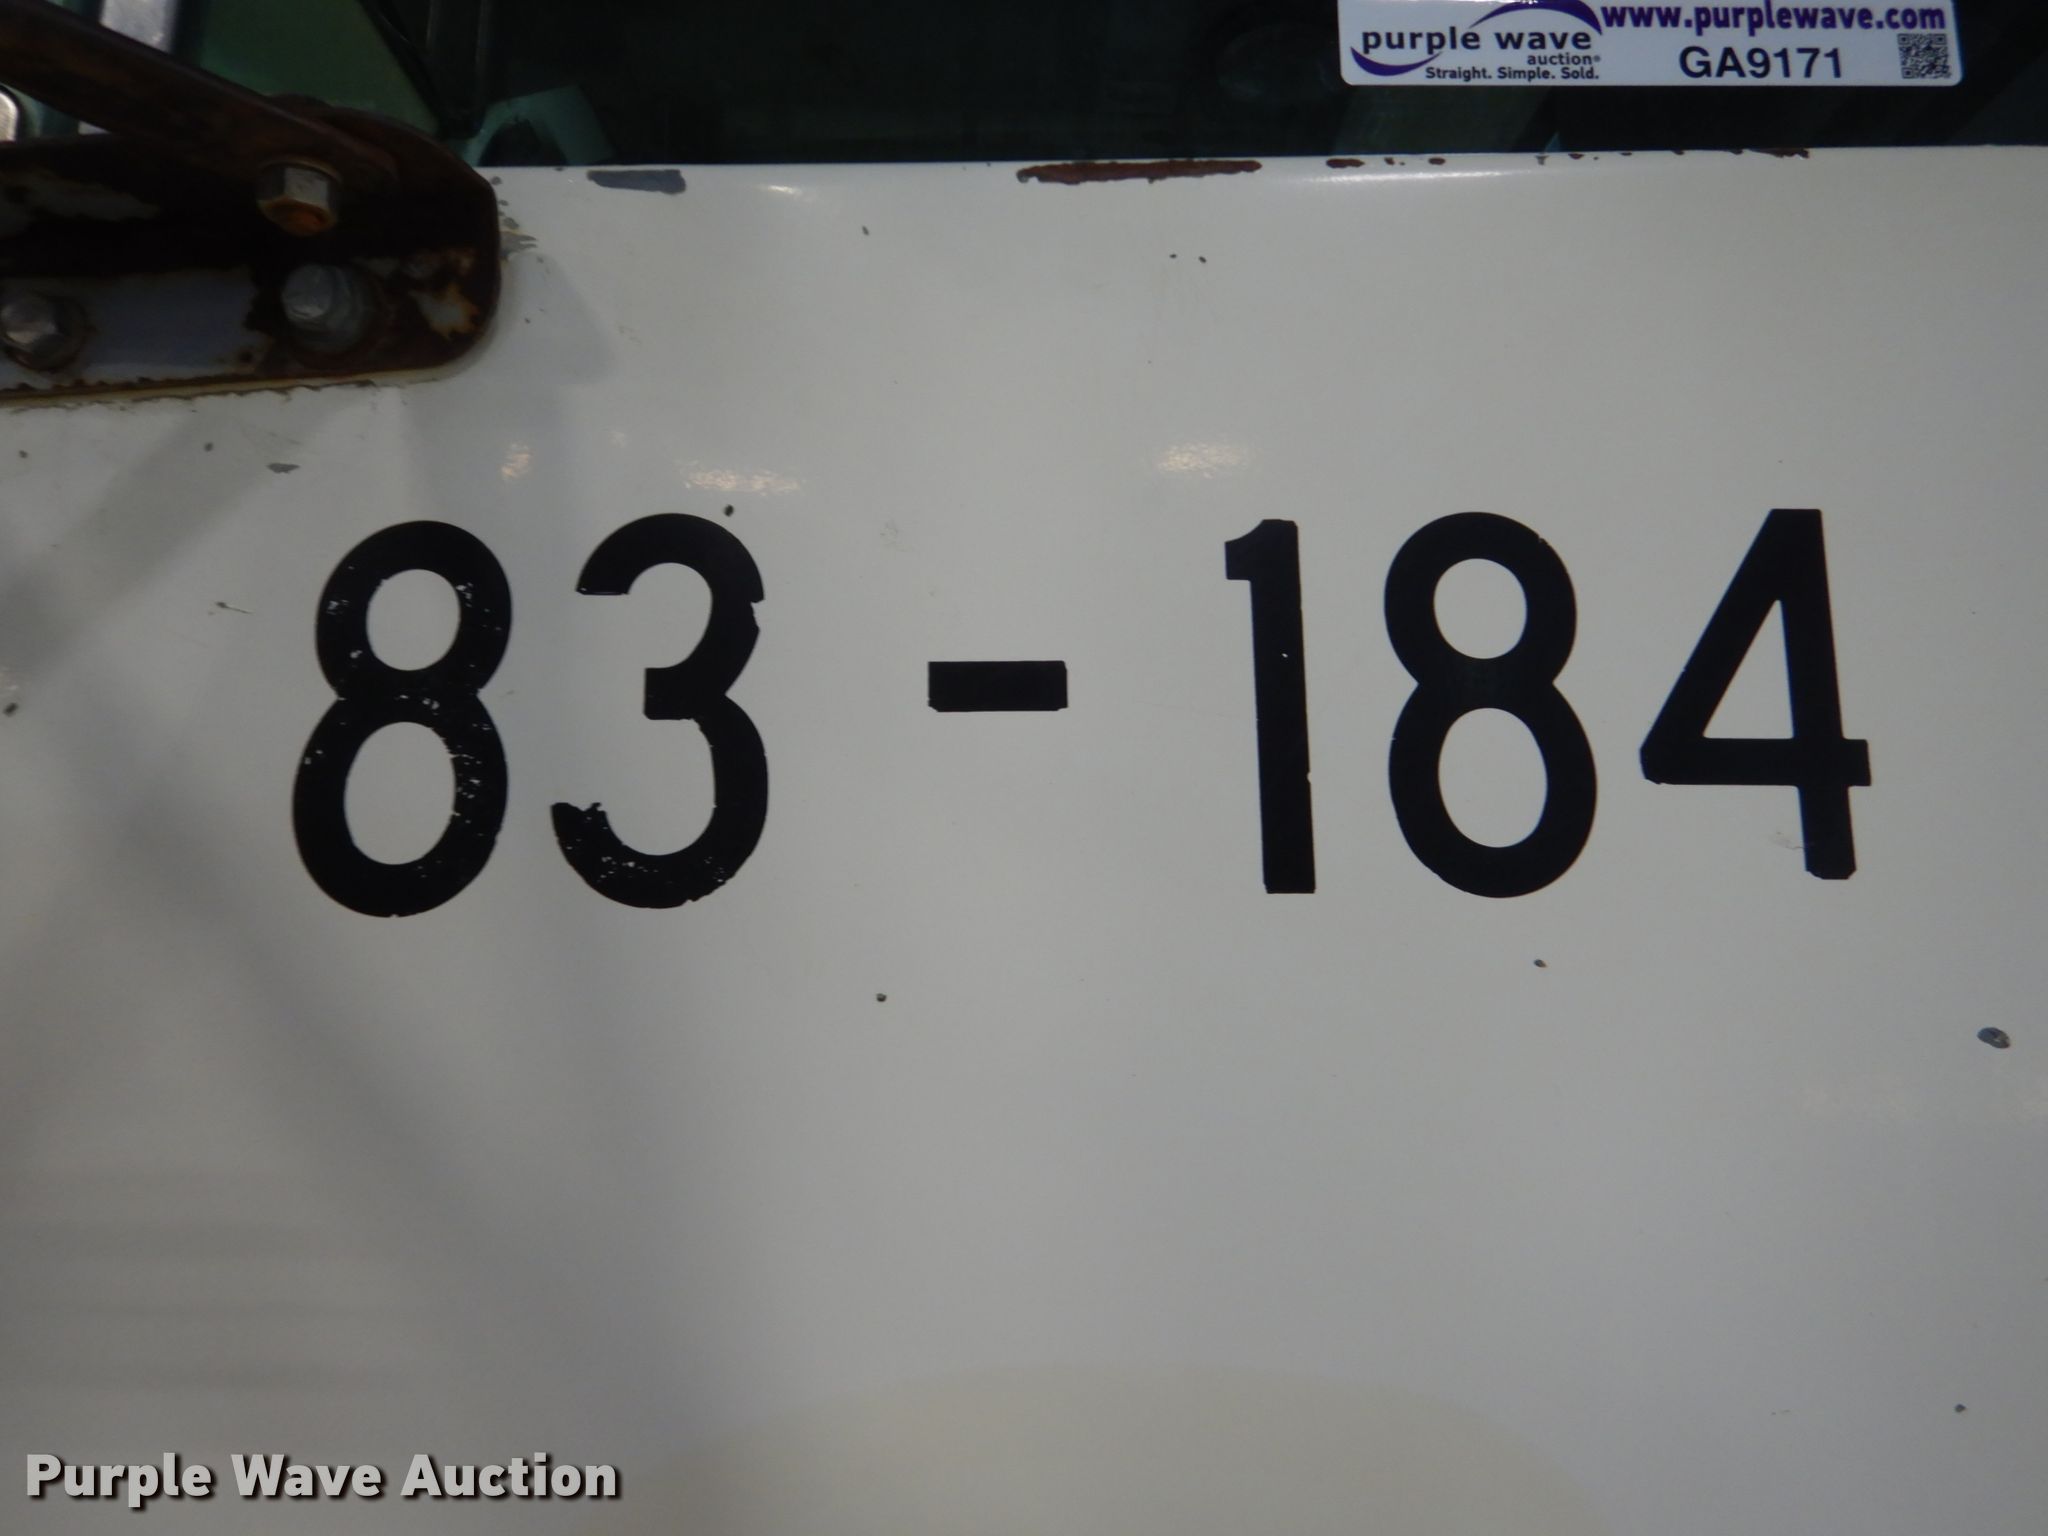 www.purplewave.com
purple wave
auction®
Straight. Simple. Sold.
GA9171
83-184
Purple Wave Auction